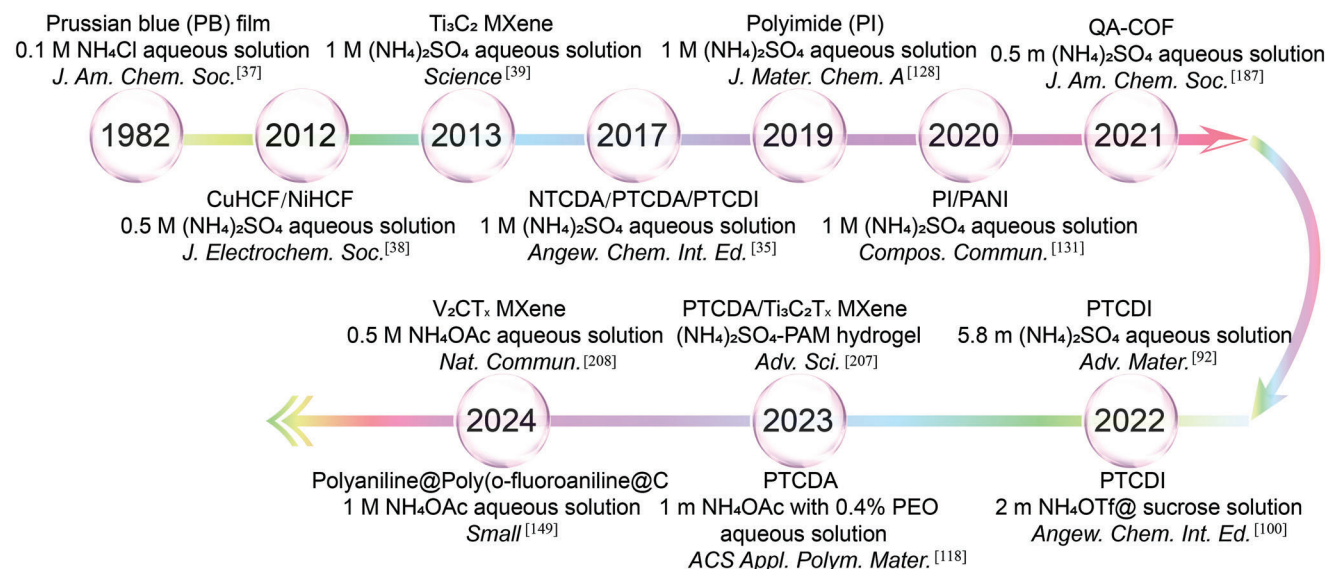 Prussian blue (PB) film
0.1 M NH₄Cl aqueous solution
J. Am. Chem. Soc.[37]
Ti₃C₂ MXene
1 M (NH₄)₂SO₄ aqueous solution
Science[39]
Polyimide (PI)
1 M (NH₄)₂SO₄ aqueous solution
J. Mater. Chem. A[128]
QA-COF
0.5 m (NH₄)₂SO₄ aqueous solution
J. Am. Chem. Soc.[187]
1982
2012
2013
2017
2019
2020
2021
CuHCF/NiHCF
0.5 M (NH₄)₂SO₄ aqueous solution
J. Electrochem. Soc.[38]
NTCDA/PTCDA/PTCDI
1 M (NH₄)₂SO₄ aqueous solution
Angew. Chem. Int. Ed.[35]
PI/PANI
1 M (NH₄)₂SO₄ aqueous solution
Compos. Commun.[131]
V₂CTₓ MXene
0.5 M NH₄OAc aqueous solution
Nat. Commun.[208]
PTCDA/Ti₃C₂Tₓ MXene
(NH₄)₂SO₄-PAM hydrogel
Adv. Sci.[207]
PTCDI
5.8 m (NH₄)₂SO₄ aqueous solution
Adv. Mater.[92]
2024
2023
2022
Polyaniline@Poly(o-fluoroaniline@C
1 M NH₄OAc aqueous solution
Small[149]
PTCDA
1 m NH₄OAc with 0.4% PEO
aqueous solution
ACS Appl. Polym. Mater.[118]
PTCDI
2 m NH₄OTf@ sucrose solution
Angew. Chem. Int. Ed.[100]